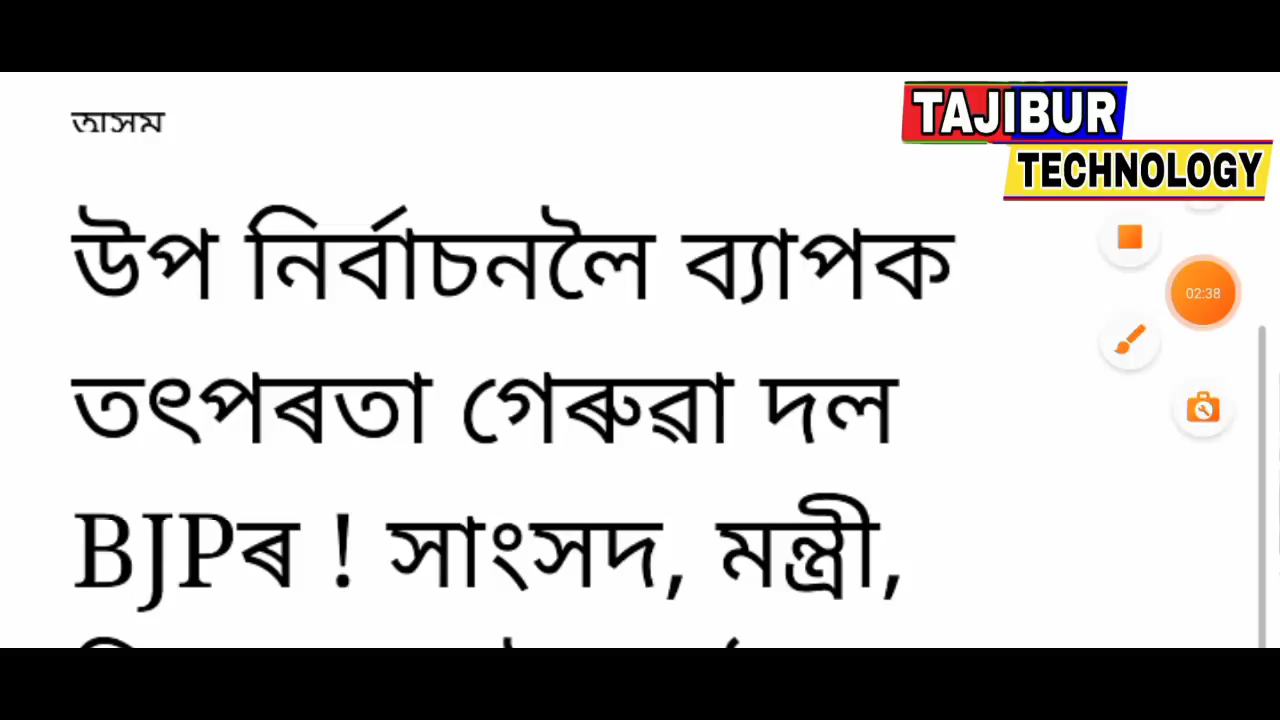 অসম
TAJIBUR
TECHNOLOGY
উপ নিৰ্বাচনলৈ ব্যাপক
02:38
তৎপৰতা গেৰুৱা দল
BJPৰ ! সাংসদ, মন্ত্ৰী,